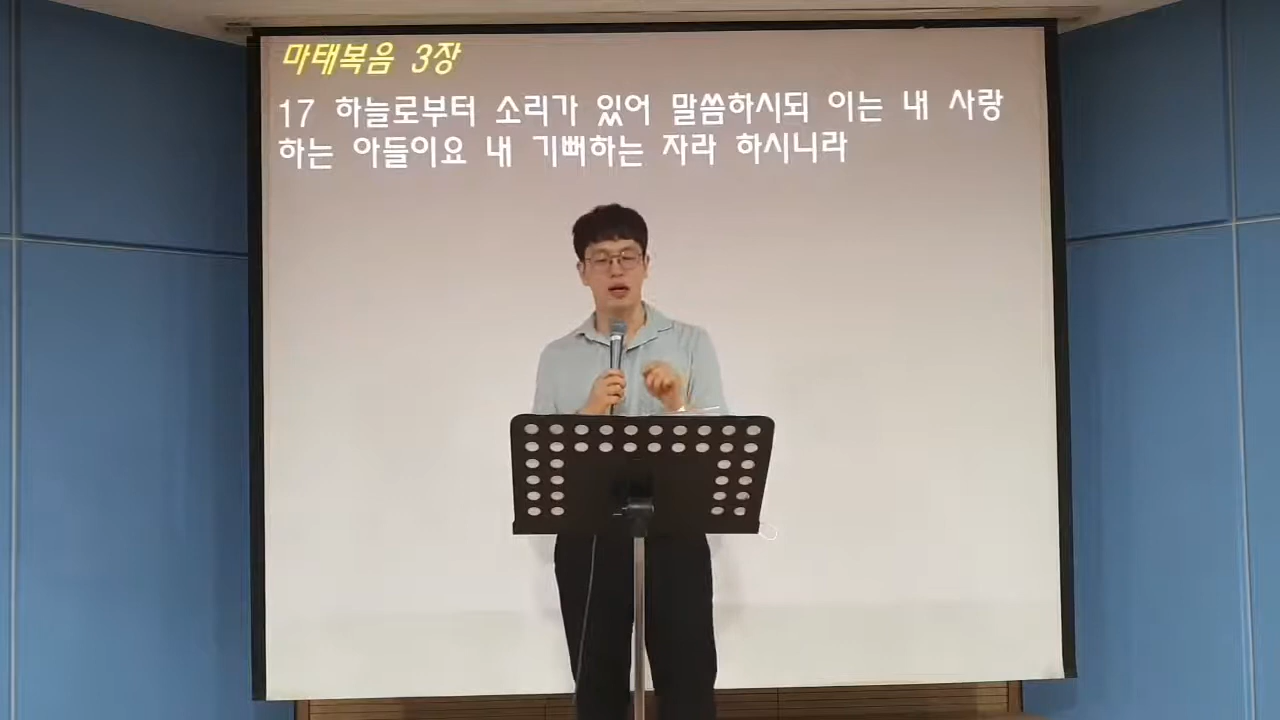 마태복음 3장
17 하늘로부터 소리가 있어 말씀하시되 이는 내 사랑
하는 아들이요 내 기뻐하는 자라 하시니라